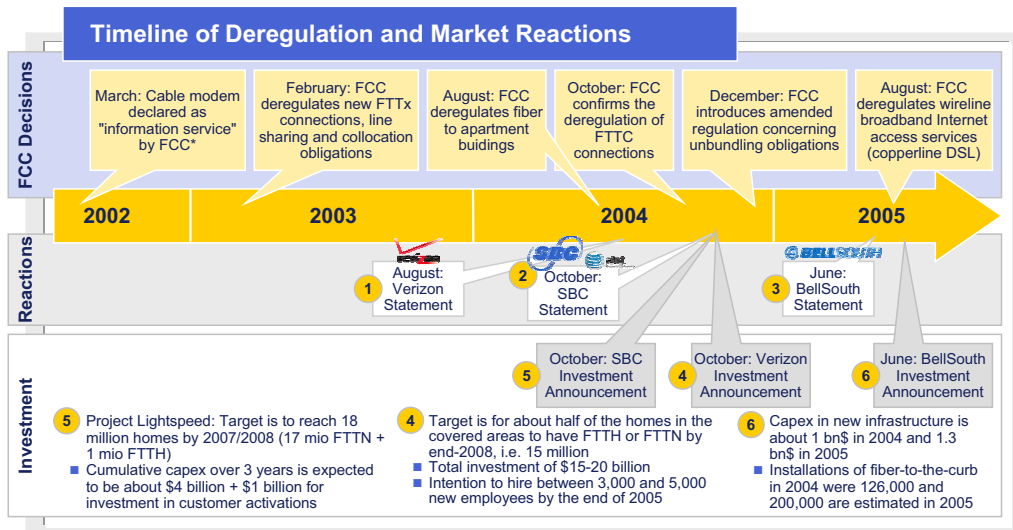 Timeline of Deregulation and Market Reactions
FCC Decisions
March: Cable modem
declared as
"information service"
by FCC*
February: FCC
deregulates new FTTx
connections, line
sharing and collocation
obligations
August: FCC
deregulates fiber
to apartment
buidings
October: FCC
confirms the
deregulation of
FTTC
connections
December: FCC
introduces amended
regulation concerning
unbundling obligations
August: FCC
deregulates wireline
broadband Internet
access services
(copperline DSL)
2002
2003
2004
2005
Reactions
verizon
1
August:
Verizon
Statement
SBC
at&t
2
October:
SBC
Statement
BELLSOUTH
3
June:
BellSouth
Statement
Investment
5
October: SBC
Investment
Announcement
4
October: Verizon
Investment
Announcement
6
June: BellSouth
Investment
Announcement
5
Project Lightspeed: Target is to reach 18
million homes by 2007/2008 (17 mio FTTN +
1 mio FTTH)
Cumulative capex over 3 years is expected
to be about $4 billion + $1 billion for
investment in customer activations
4
Target is for about half of the homes in the
covered areas to have FTTH or FTTN by
end-2008, i.e. 15 million
Total investment of $15-20 billion
Intention to hire between 3,000 and 5,000
new employees by the end of 2005
6
Capex in new infrastructure is
about 1 bn$ in 2004 and 1.3
bn$ in 2005
Installations of fiber-to-the-curb
in 2004 were 126,000 and
200,000 are estimated in 2005